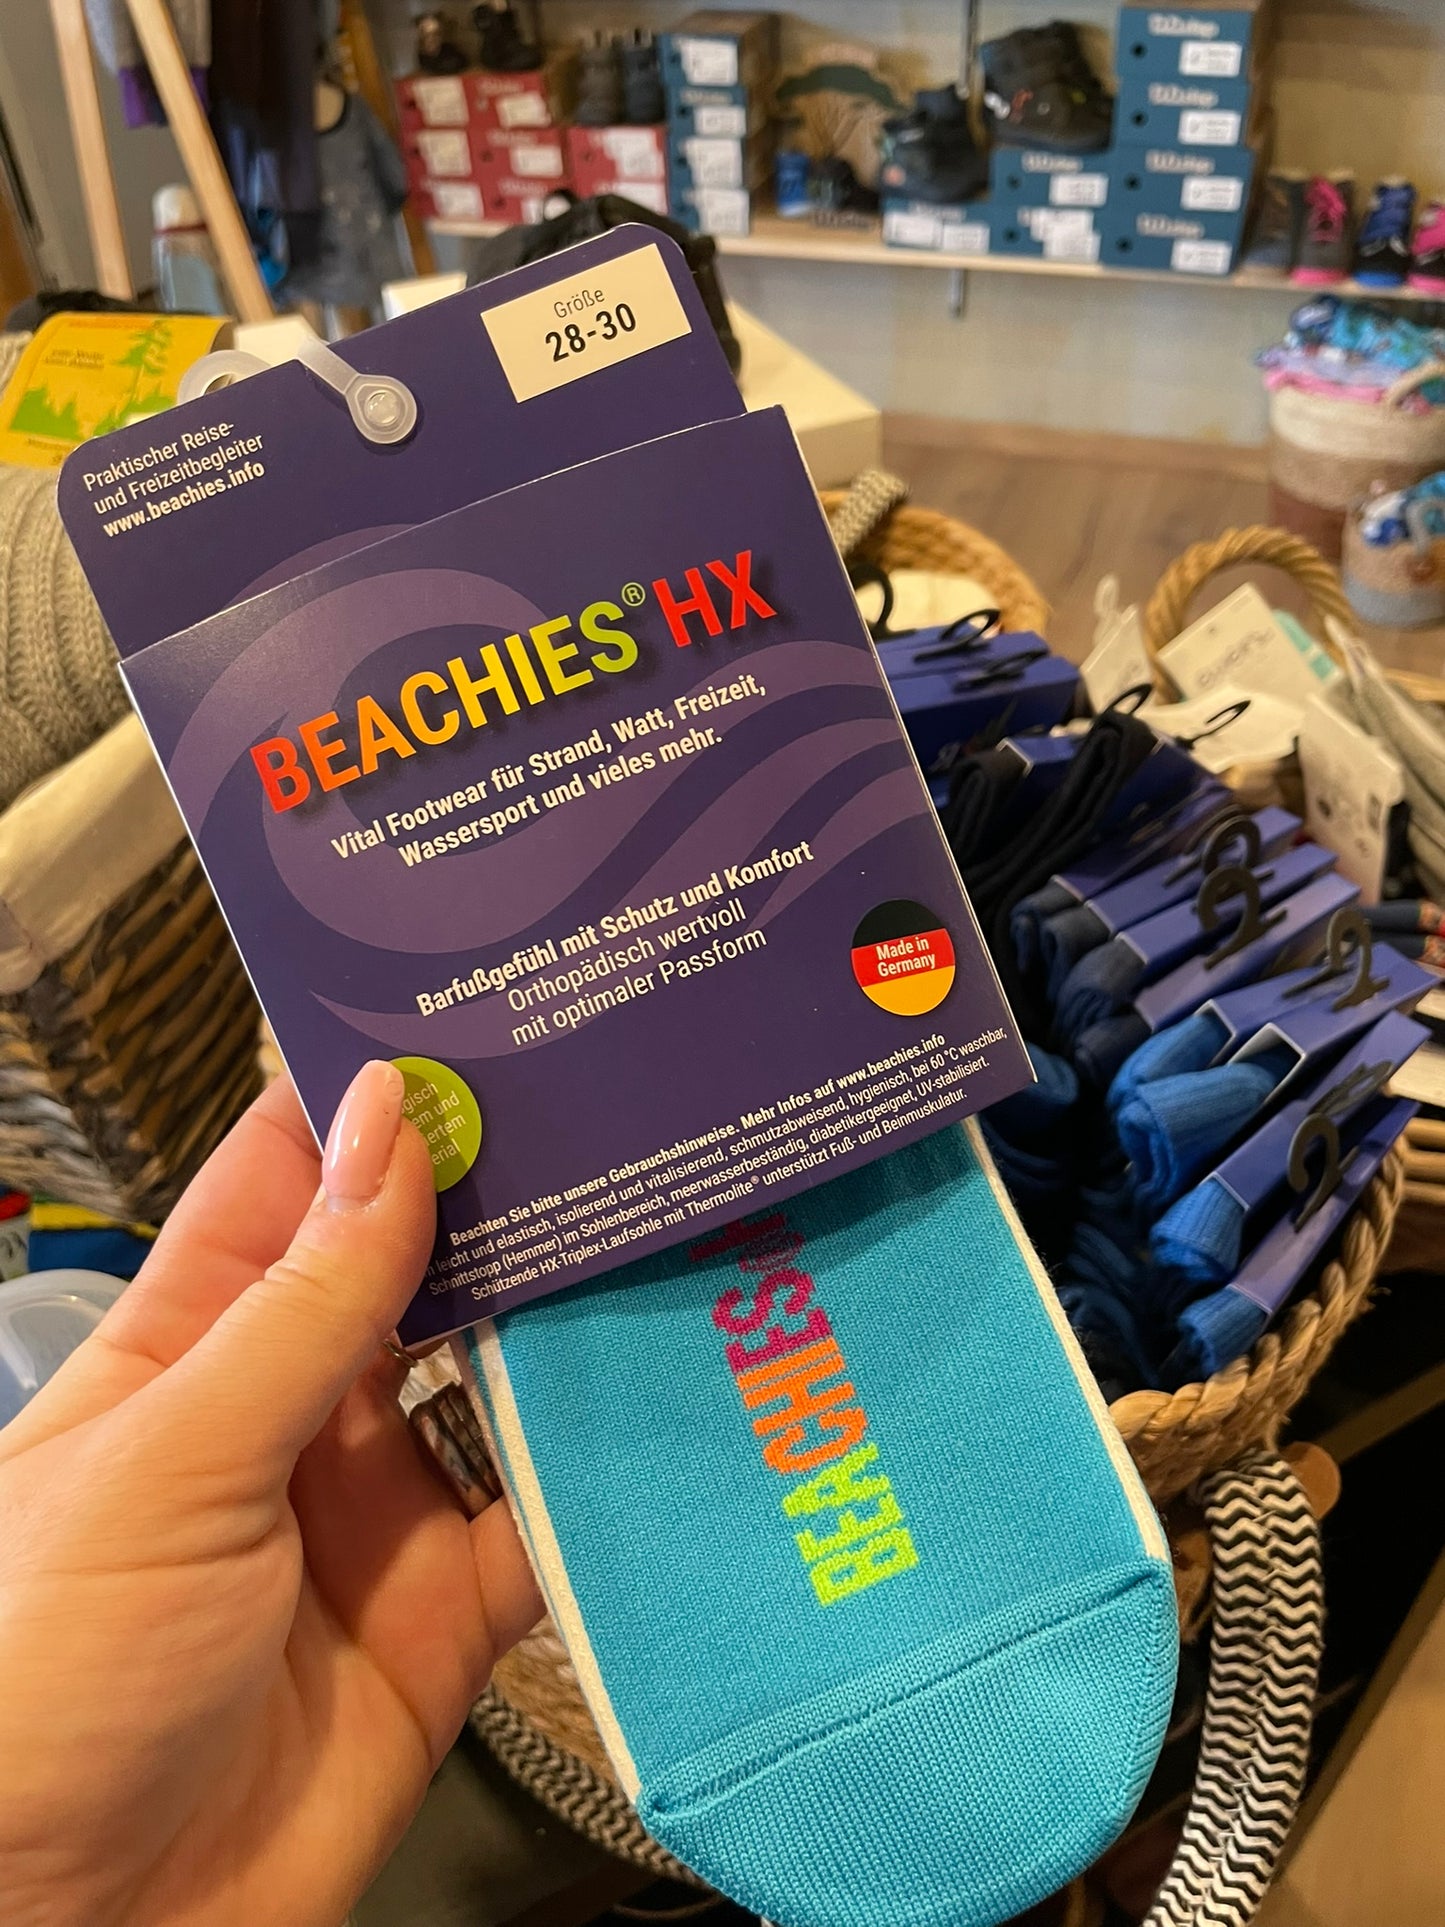 Größe
28-30
Praktischer Reise-
und Freizeitbegleiter
www.beachies.info
BEACHIES® HX
Vital Footwear für Strand, Watt, Freizeit,
Wassersport und vieles mehr.
Barfußgefühl mit Schutz und Komfort
Orthopädisch wertvoll
mit optimaler Passform
Made in
Germany
Beachten Sie bitte unsere Gebrauchshinweise. Mehr Infos auf www.beachies.info
leicht und elastisch, isolierend und vitalisierend, schmutzabweisend, hygienisch, bei 60 °C waschbar,
Schnittstopp (Hemmer) im Sohlenbereich, meerwasserbeständig, diabetikergeeignet, UV-stabilisiert.
Schützende HX-Triplex-Laufsohle mit Thermolite® unterstützt Fuß- und Beinmuskulatur.
BEACHIES